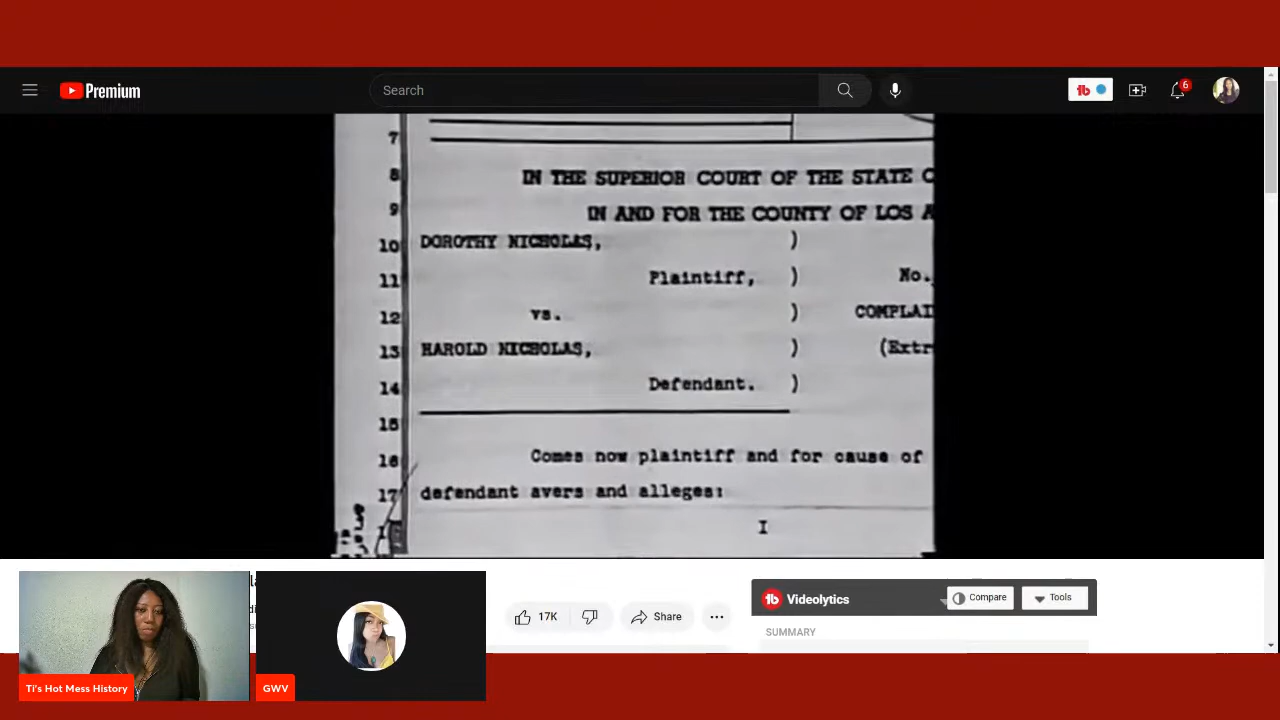 Premium
Search
6
7
8 IN THE SUPERIOR COURT OF THE STATE
9 IN AND FOR THE COUNTY OF LOS
10 DOROTHY NICHOLAS, )
11 Plaintiff, ) No.
12 vs. ) COMPLAI
13 HAROLD NICHOLAS, ) (Extr
14 Defendant. )
15
16 Comes now plaintiff and for cause of
17 defendant avers and alleges:
I
17K
Share
Videolytics
Compare
Tools
SUMMARY
Ti's Hot Mess History
GWV